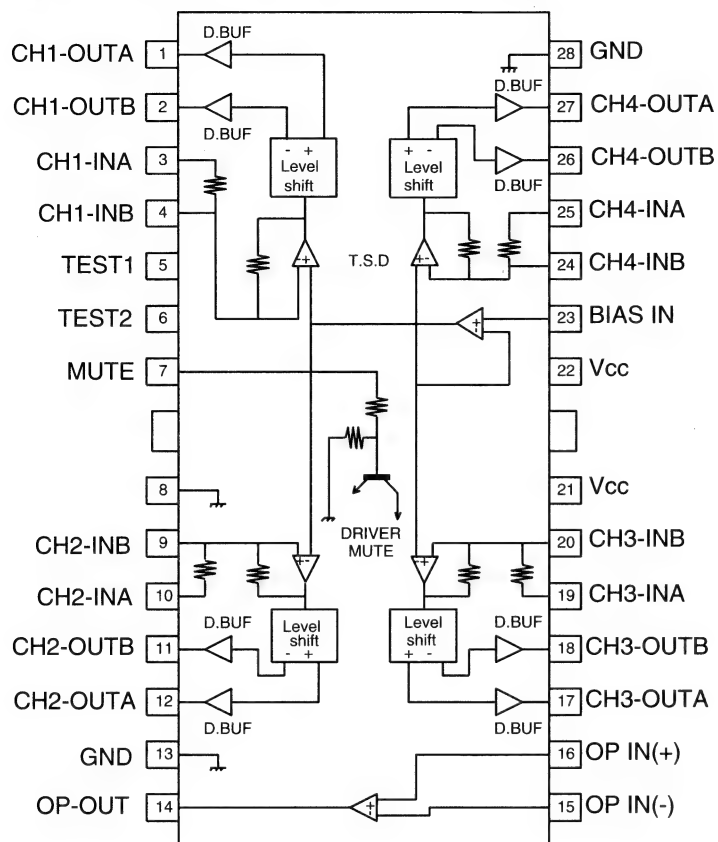 D.BUF
CH1-OUTA 1
CH1-OUTB 2
D.BUF
CH1-INA 3
- +
Level
shift
CH1-INB 4
TEST1 5
-+
TEST2 6
MUTE 7
8
CH2-INB 9
+-
CH2-INA 10
Level
shift
- +
D.BUF
CH2-OUTB 11
CH2-OUTA 12
D.BUF
GND 13
OP-OUT 14
+
-
T.S.D
DRIVER
MUTE
28 GND
D.BUF
27 CH4-OUTA
26 CH4-OUTB
D.BUF
+ -
Level
shift
25 CH4-INA
24 CH4-INB
+-
23 BIAS IN
+
-
22 Vcc
21 Vcc
20 CH3-INB
-+
19 CH3-INA
Level
shift
+ -
D.BUF
18 CH3-OUTB
17 CH3-OUTA
D.BUF
16 OP IN(+)
15 OP IN(-)